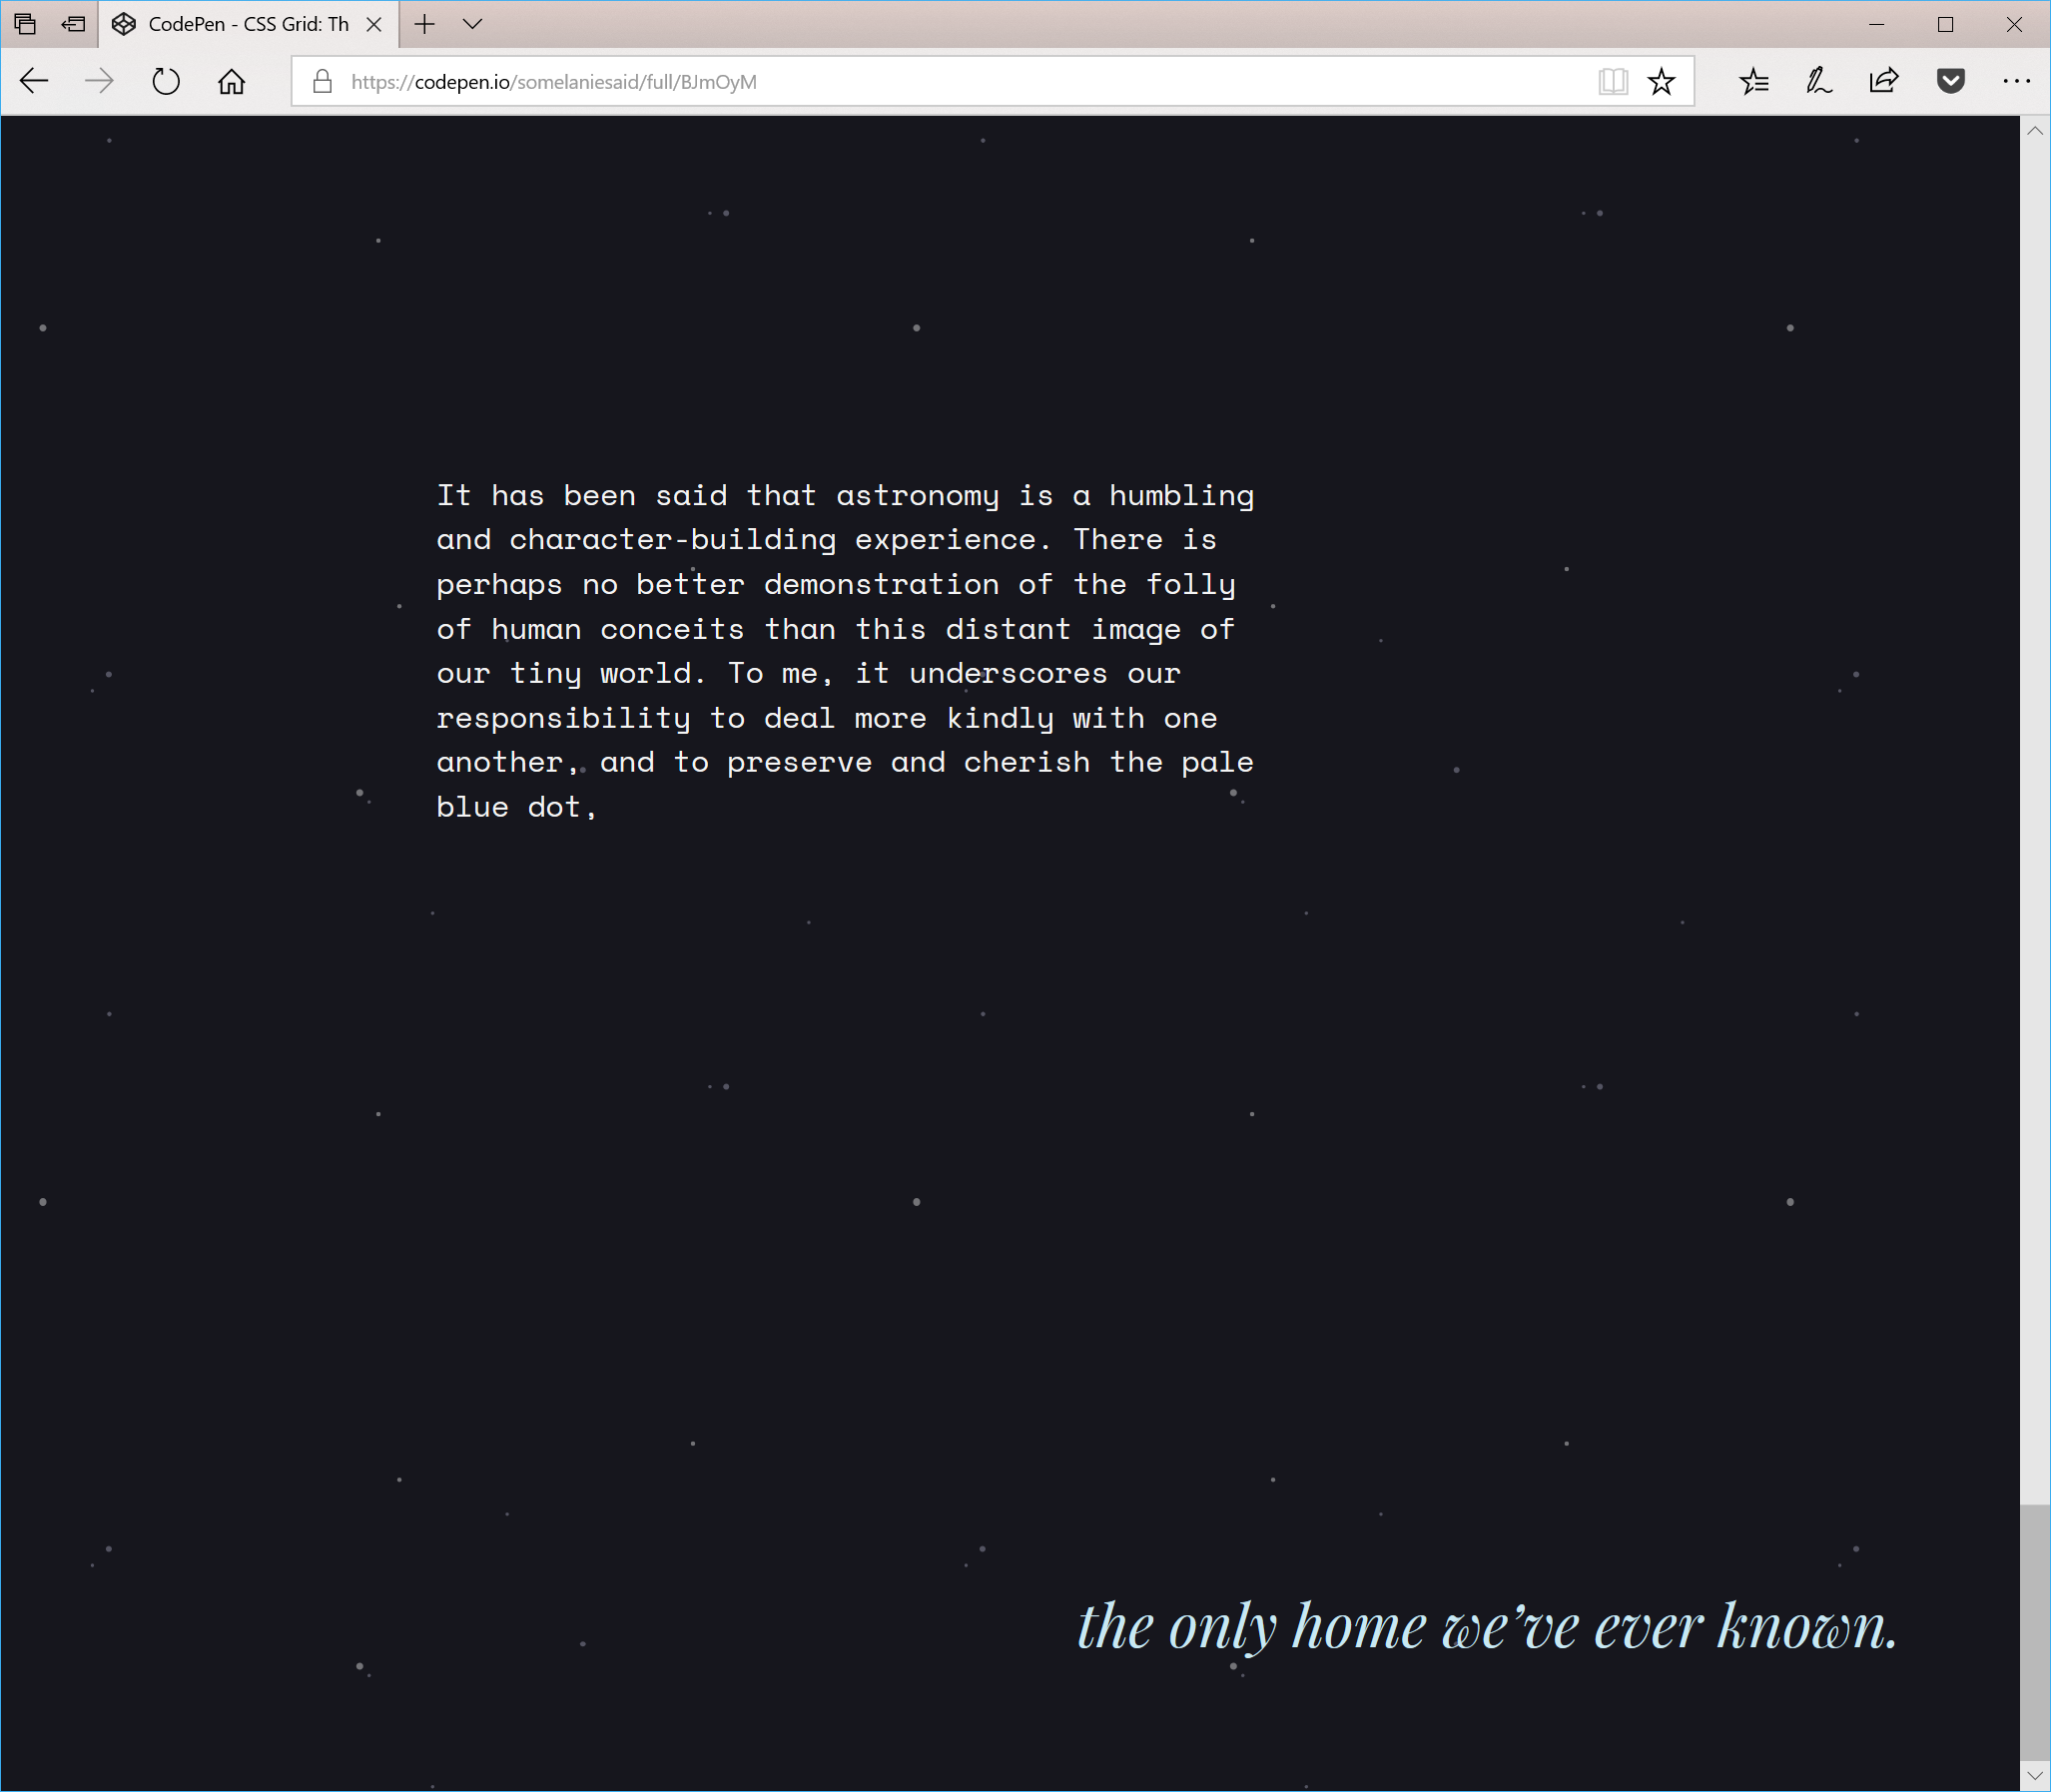 CodePen - CSS Grid: Th
https://codepen.io/somelaniesaid/full/BJmOyM
It has been said that astronomy is a humbling
and character-building experience. There is
perhaps no better demonstration of the folly
of human conceits than this distant image of
our tiny world. To me, it underscores our
responsibility to deal more kindly with one
another, and to preserve and cherish the pale
blue dot,
the only home we’ve ever known.